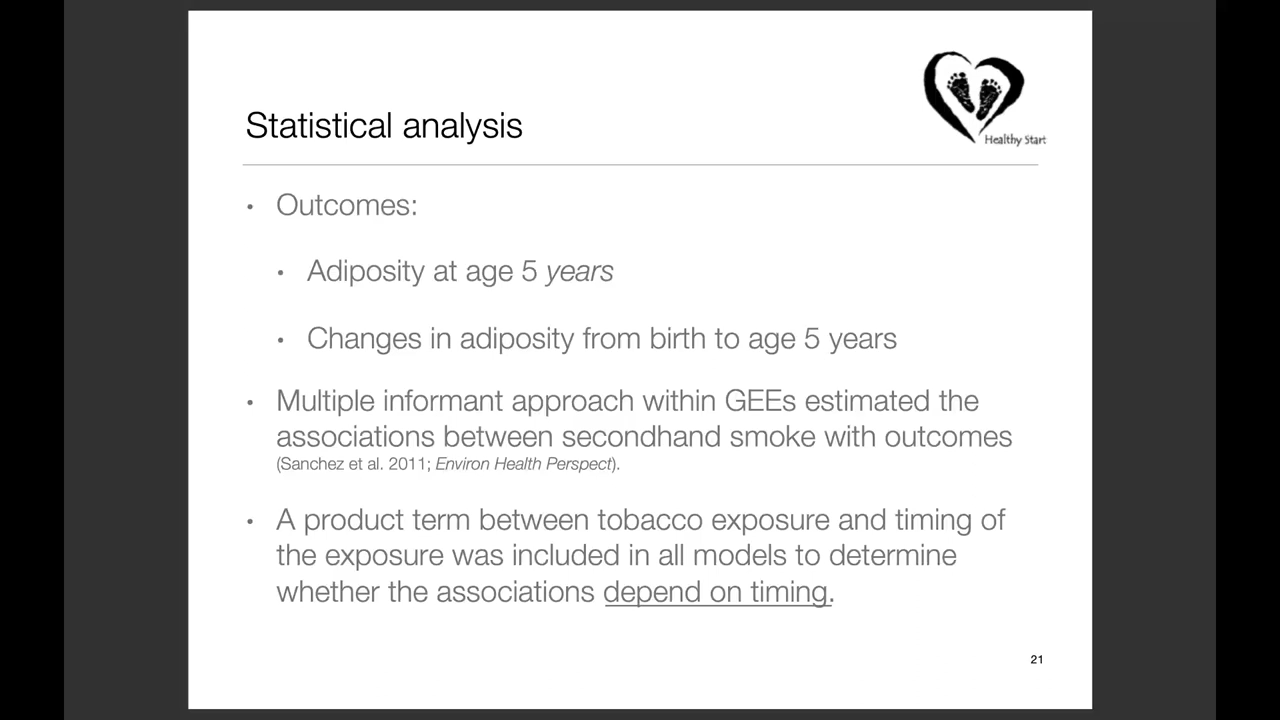 Healthy Start
Statistical analysis
• Outcomes:
• Adiposity at age 5 years
• Changes in adiposity from birth to age 5 years
• Multiple informant approach within GEEs estimated the
associations between secondhand smoke with outcomes
(Sanchez et al. 2011; Environ Health Perspect).
• A product term between tobacco exposure and timing of
the exposure was included in all models to determine
whether the associations depend on timing.
21